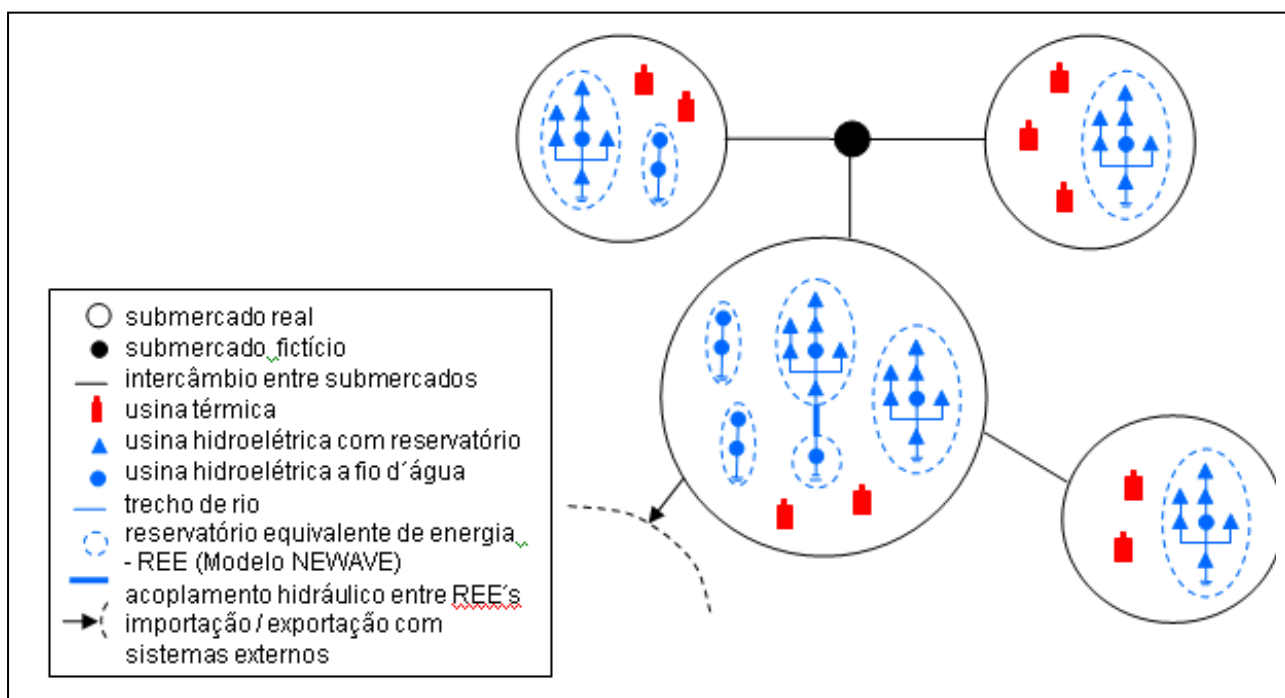 submercado real
submercado fictício
intercâmbio entre submercados
usina térmica
usina hidroelétrica com reservatório
usina hidroelétrica a fio d´água
trecho de rio
reservatório equivalente de energia
- REE (Modelo NEWAVE)
acoplamento hidráulico entre REE´s
importação / exportação com
sistemas externos